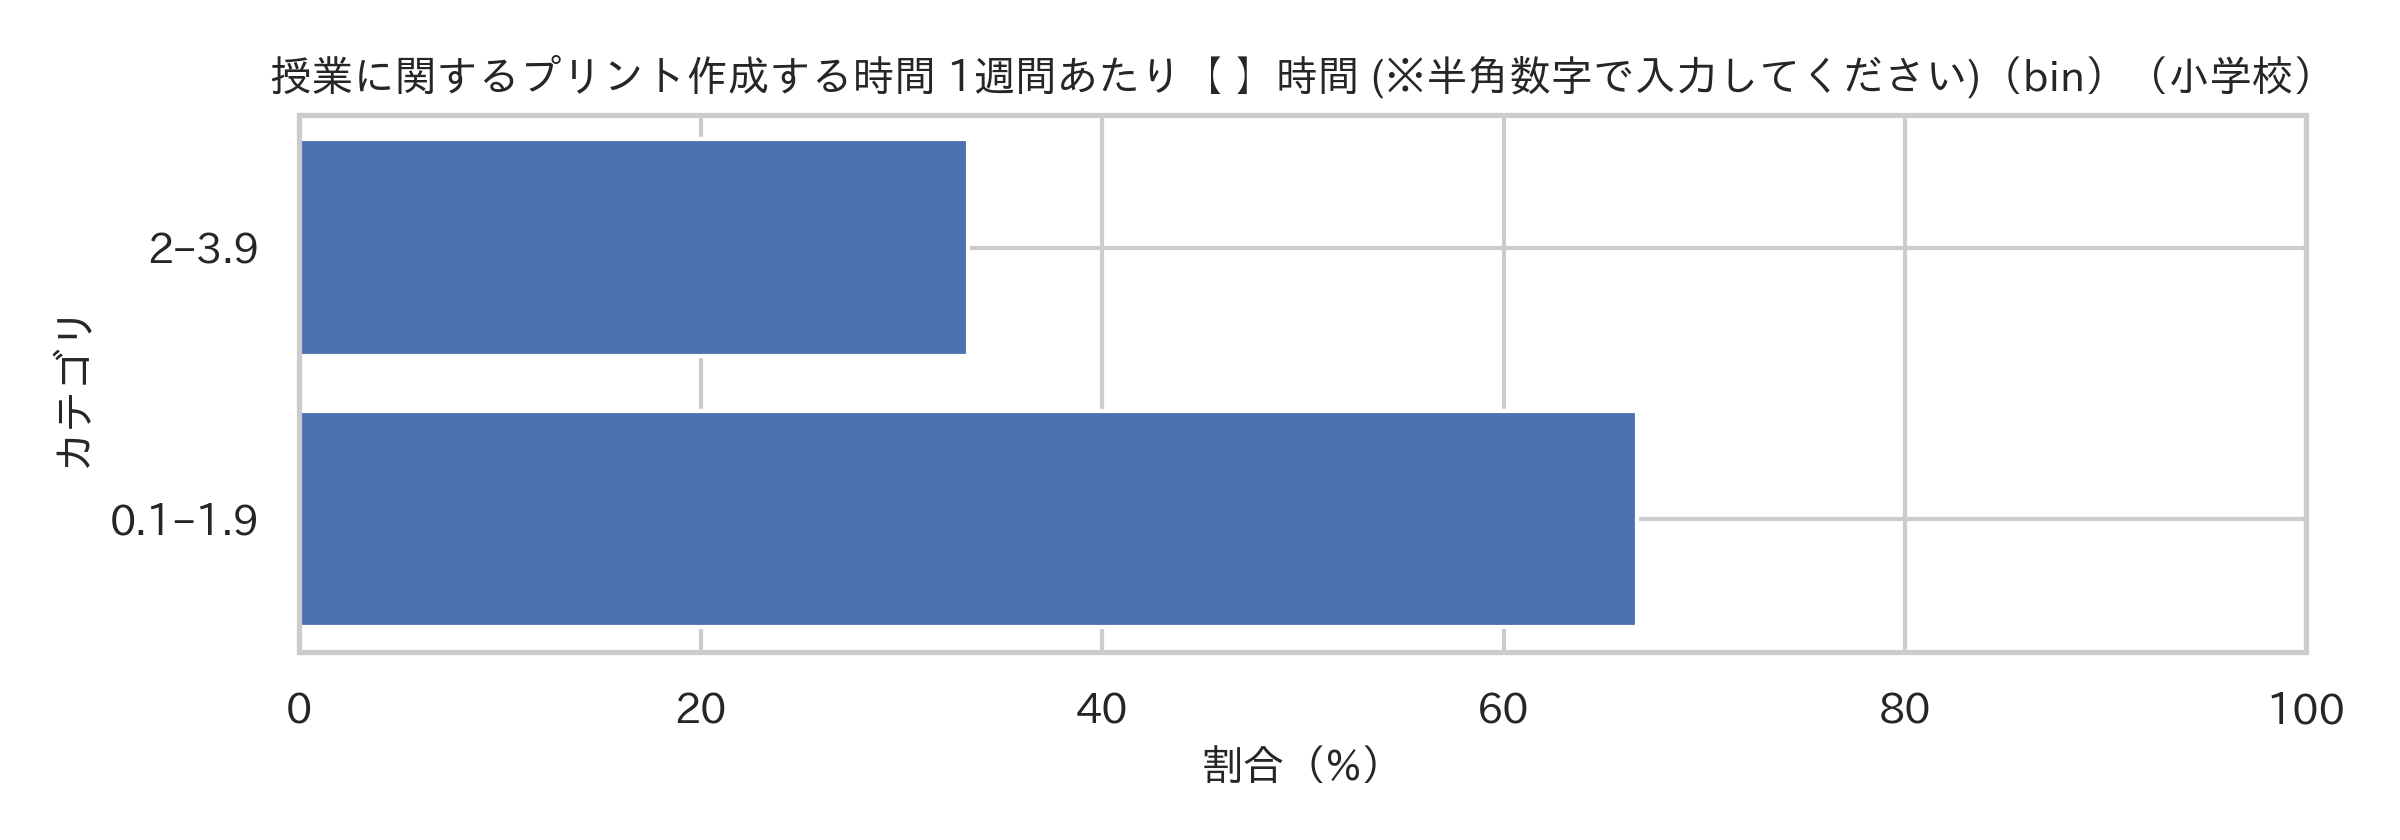 授業に関するプリント作成する時間 1週間あたり【 】時間 (※半角数字で入力してください)（bin）（小学校）
カテゴリ
2–3.9
0.1–1.9
0 20 40 60 80 100
割合（%）